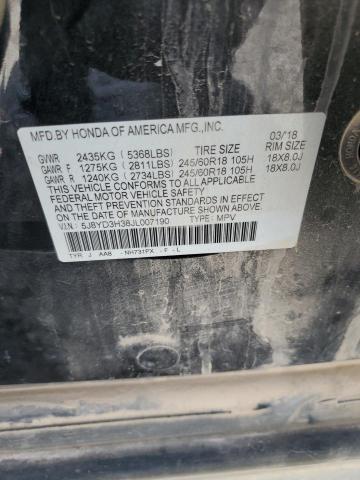 MFD.BY HONDA OF AMERICA MFG.,INC. 03/18
TIRE SIZE RIM SIZE
GVWR 2435KG (5368LBS)
GAWR F 1275KG (2811LBS) 245/60R18 105H 18X8.0J
GAWR R 1240KG (2734LBS) 245/60R18 105H 18X8.0J
THIS VEHICLE CONFORMS TO ALL APPLICABLE
FEDERAL MOTOR VEHICLE SAFETY AND
THEFT PREVENTION STANDARDS IN EFFECT
ON THE DATE OF MANUFACTURE SHOWN ABOVE.
V.I.N: 5J8YD3H38JL007190 TYPE: MPV
TYR J AA8 NH731PX -F -L